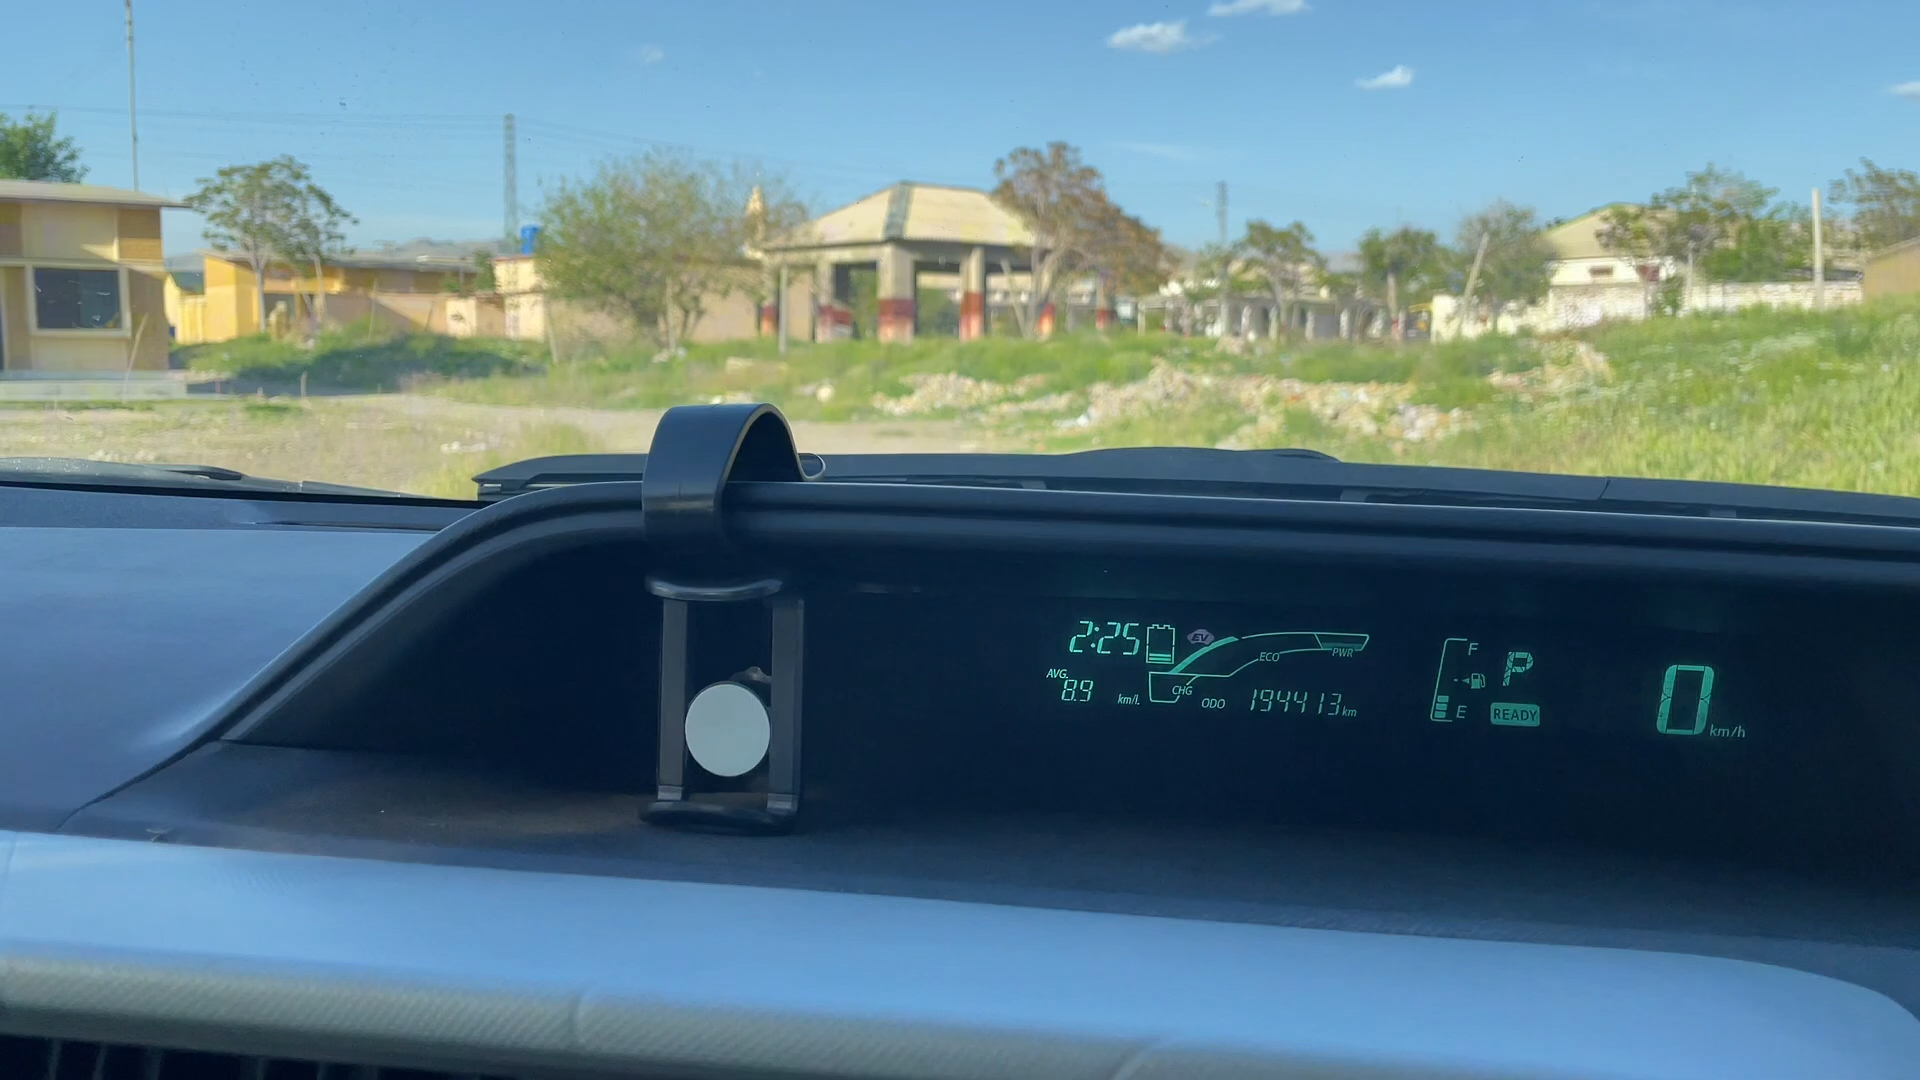 2:25
EV
ECO
PWR
AVG.
8.9 km/L
CHG
ODO 194413 km
F
E
P
READY
0 km/h